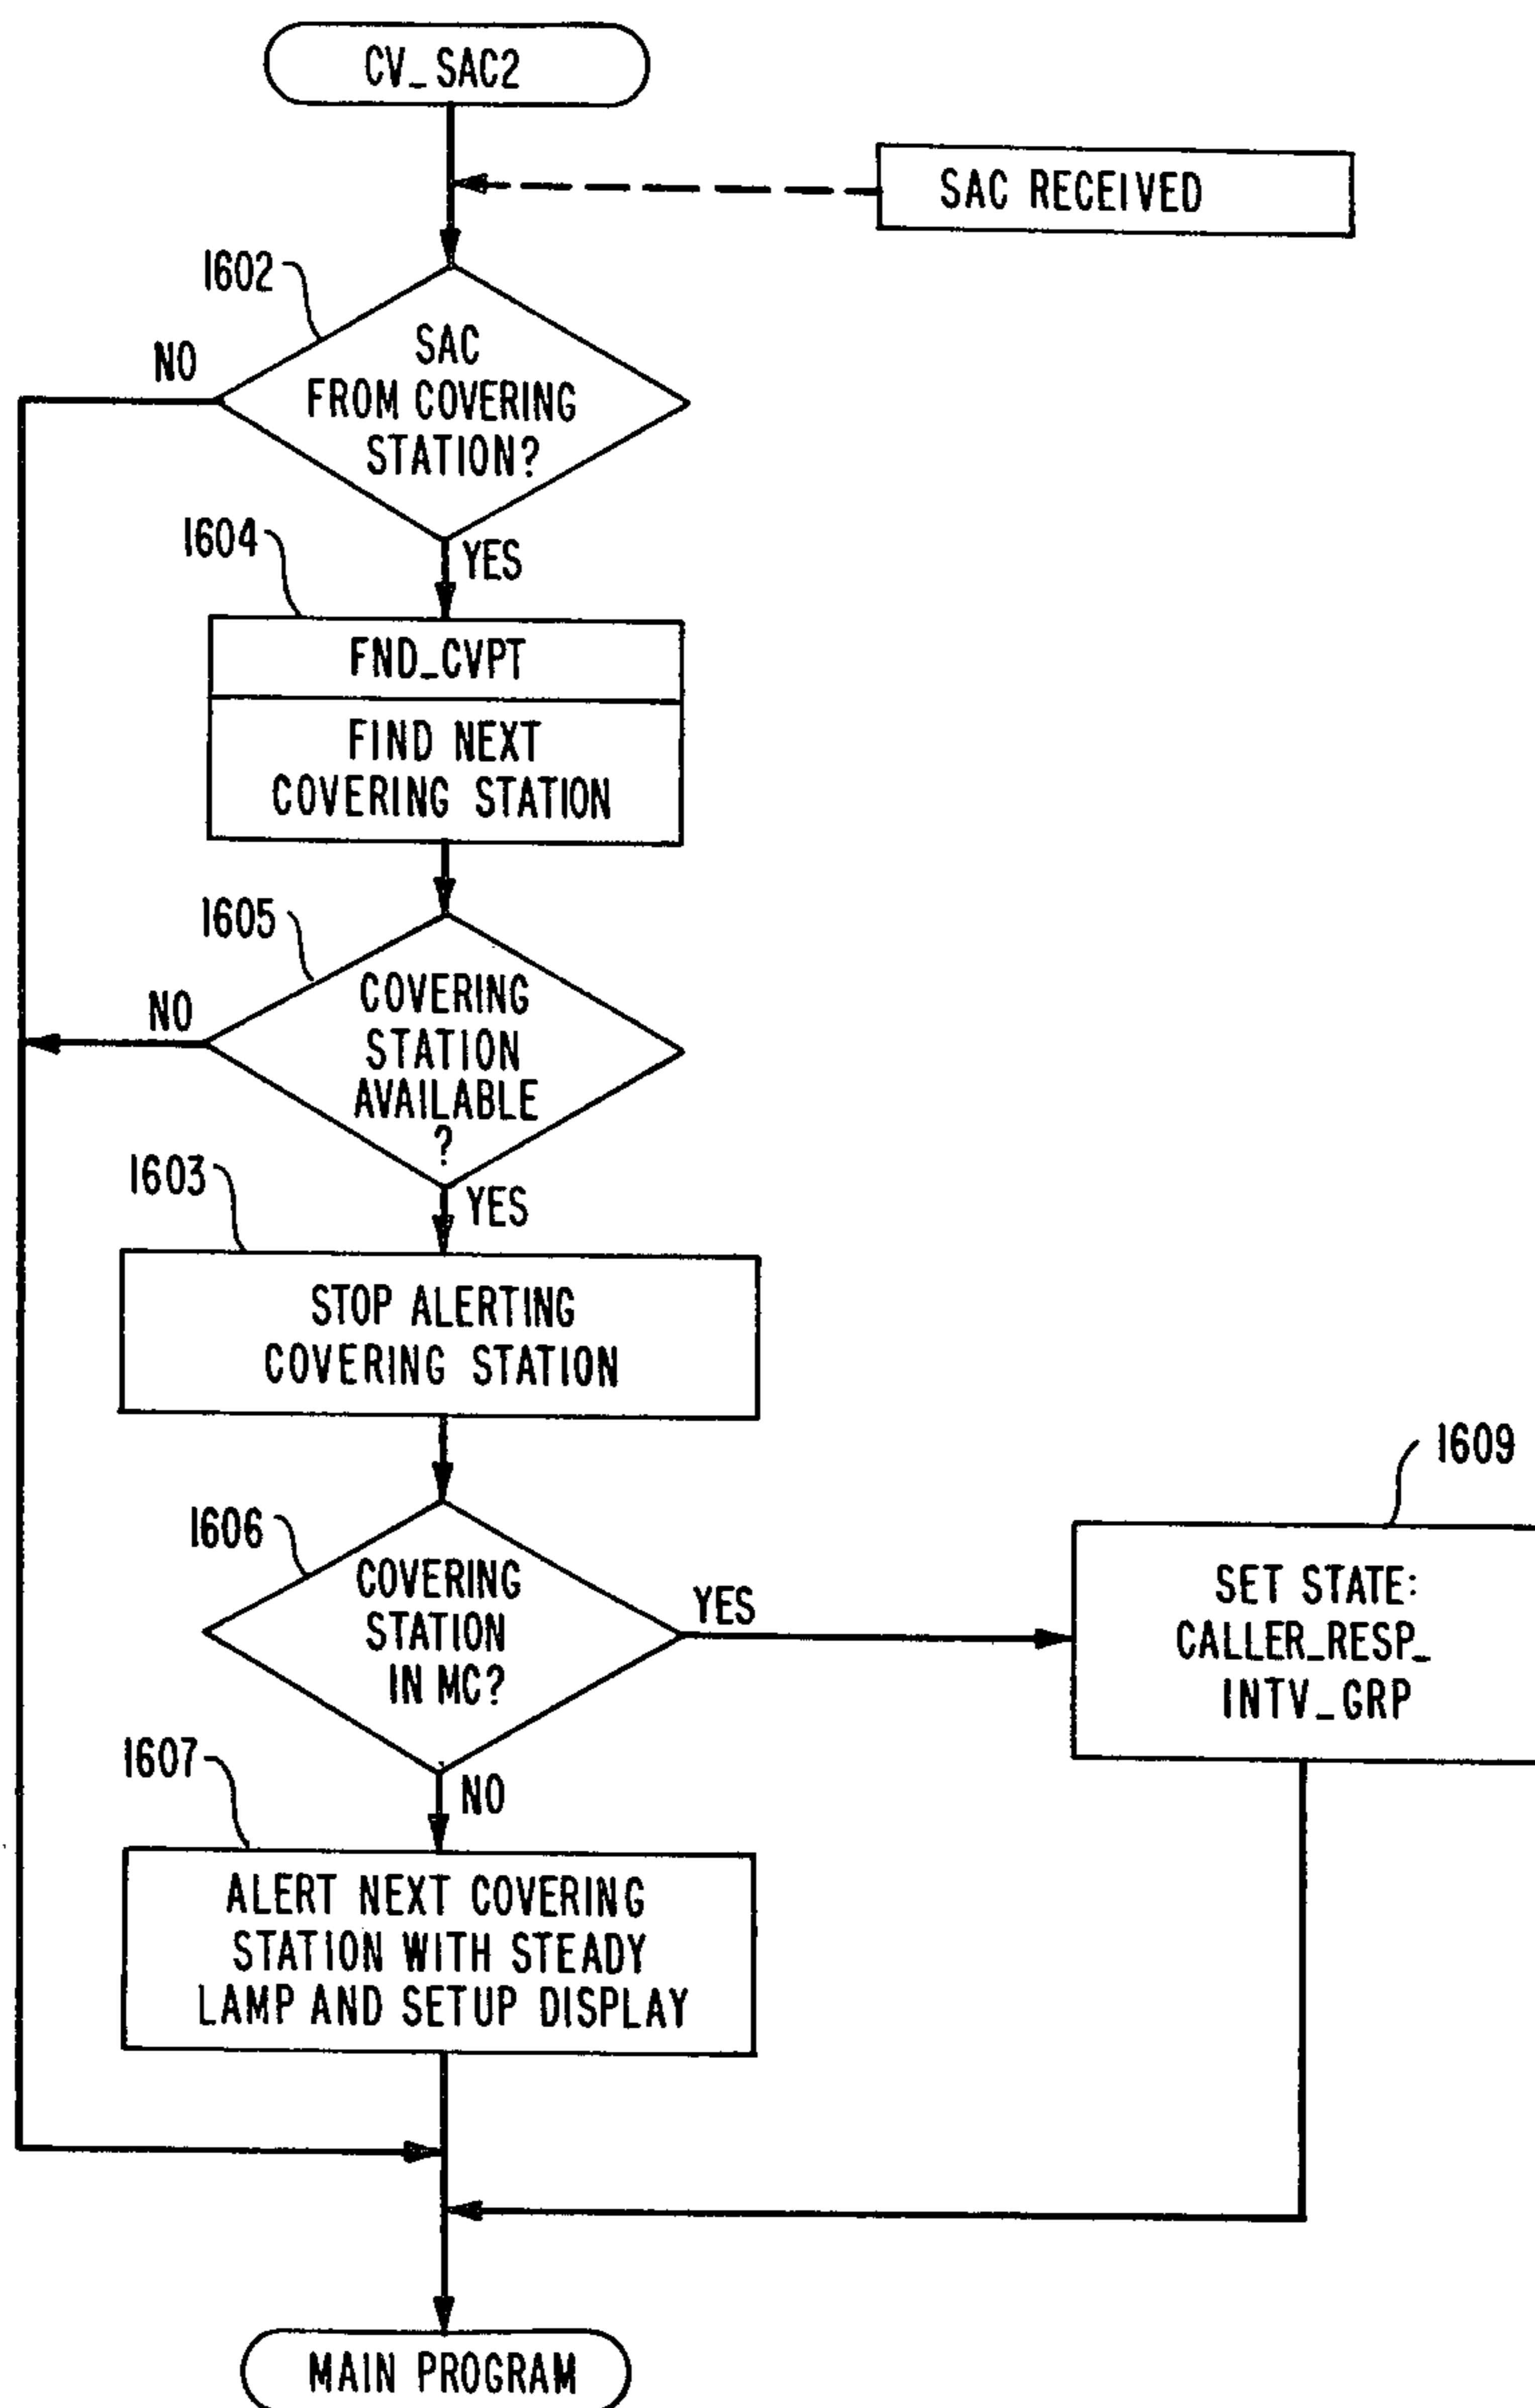 CV_SAC2
SAC RECEIVED
1602
NO
SAC
FROM COVERING
STATION?
1604
YES
FND_CVPT
FIND NEXT
COVERING STATION
1605
NO
COVERING
STATION
AVAILABLE
?
1603
YES
STOP ALERTING
COVERING STATION
1609
1606
COVERING
STATION
IN MC?
YES
SET STATE:
CALLER_RESP_
INTV_GRP
1607
NO
ALERT NEXT COVERING
STATION WITH STEADY
LAMP AND SETUP DISPLAY
MAIN PROGRAM